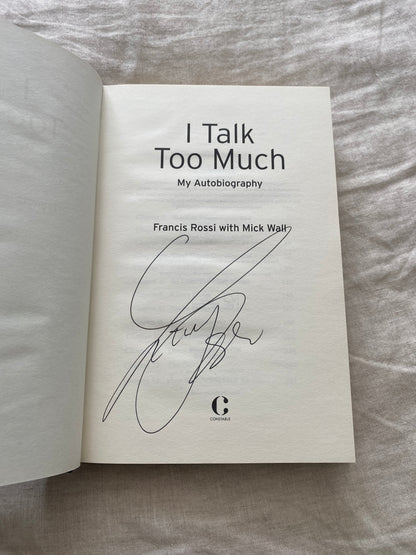 I Talk
Too Much
My Autobiography
Francis Rossi with Mick Wall
C
CONSTABLE